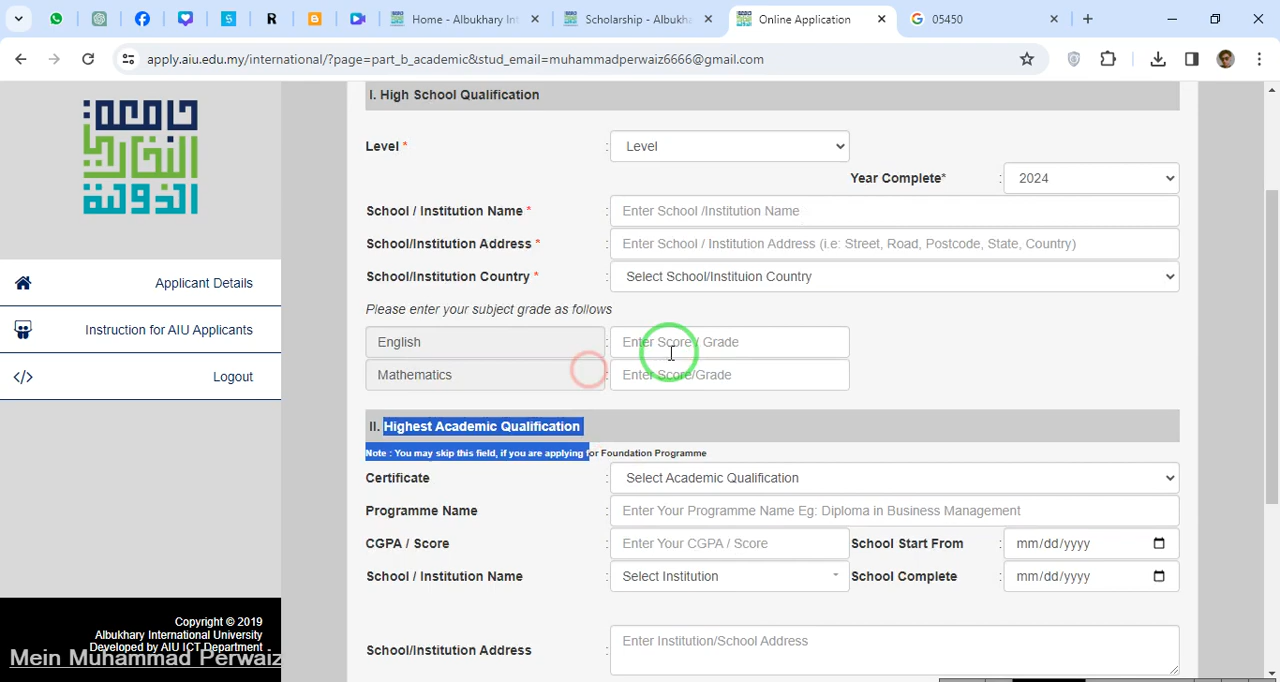 Home - Albukhary Int
Scholarship - Albukha
Online Application
05450
apply.aiu.edu.my/international/?page=part_b_academic&stud_email=muhammadperwaiz6666@gmail.com
جامعة
البخاري
الدولية
Applicant Details
Instruction for AIU Applicants
Logout
Copyright © 2019
Albukhary International University
Developed by AIU ICT Department
Mein Muhammad Perwaiz
I. High School Qualification
Level * : Level
Year Complete* : 2024
School / Institution Name * : Enter School /Institution Name
School/Institution Address * : Enter School / Institution Address (i.e: Street, Road, Postcode, State, Country)
School/Institution Country * : Select School/Instituion Country
Please enter your subject grade as follows
English : Enter Score / Grade
Mathematics : Enter Score/Grade
II. Highest Academic Qualification
Note : You may skip this field, if you are applying for Foundation Programme
Certificate : Select Academic Qualification
Programme Name : Enter Your Programme Name Eg: Diploma in Business Management
CGPA / Score : Enter Your CGPA / Score School Start From : mm/dd/yyyy
School / Institution Name : Select Institution School Complete : mm/dd/yyyy
School/Institution Address : Enter Institution/School Address